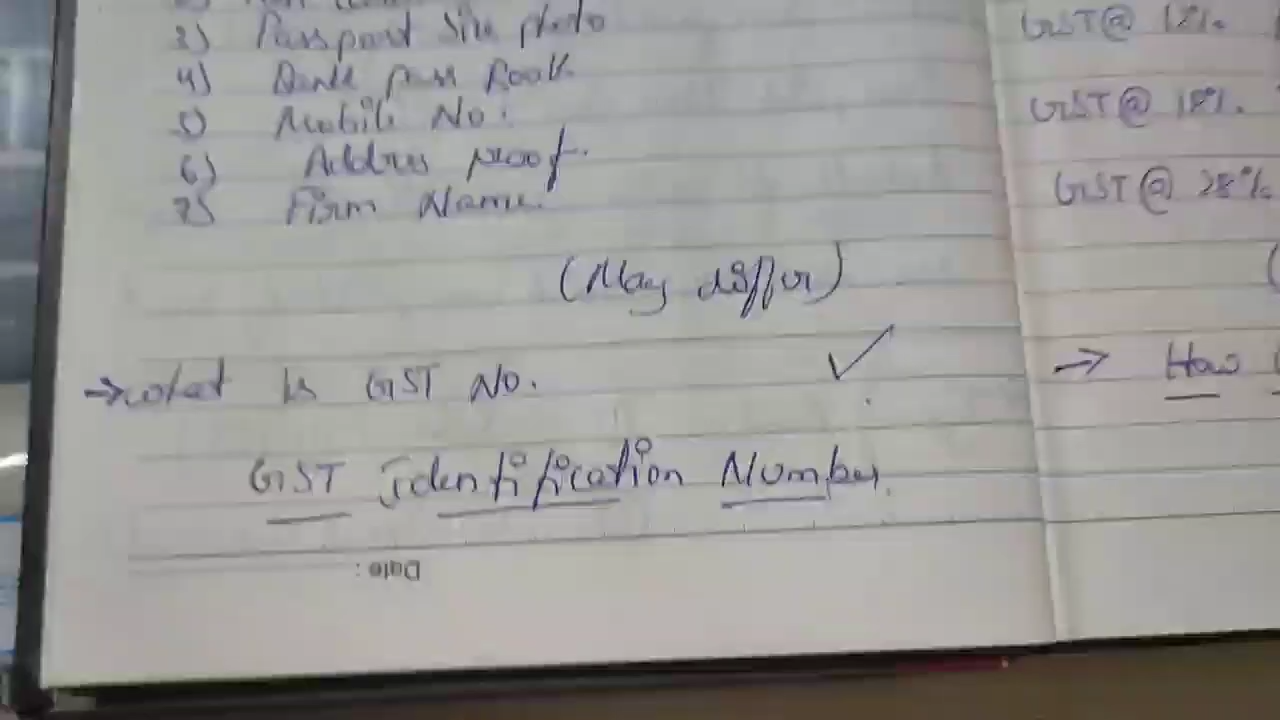 3) Passport Size photo
4) Bank pass Book
5) Mobile No.
6) Address proof.
7) Firm Name.
(May differ)
→ what is GST No. ✓
GST Identification Number.
Date:
GST@ 12%
GST@ 18%.
GST@ 28%
→ How